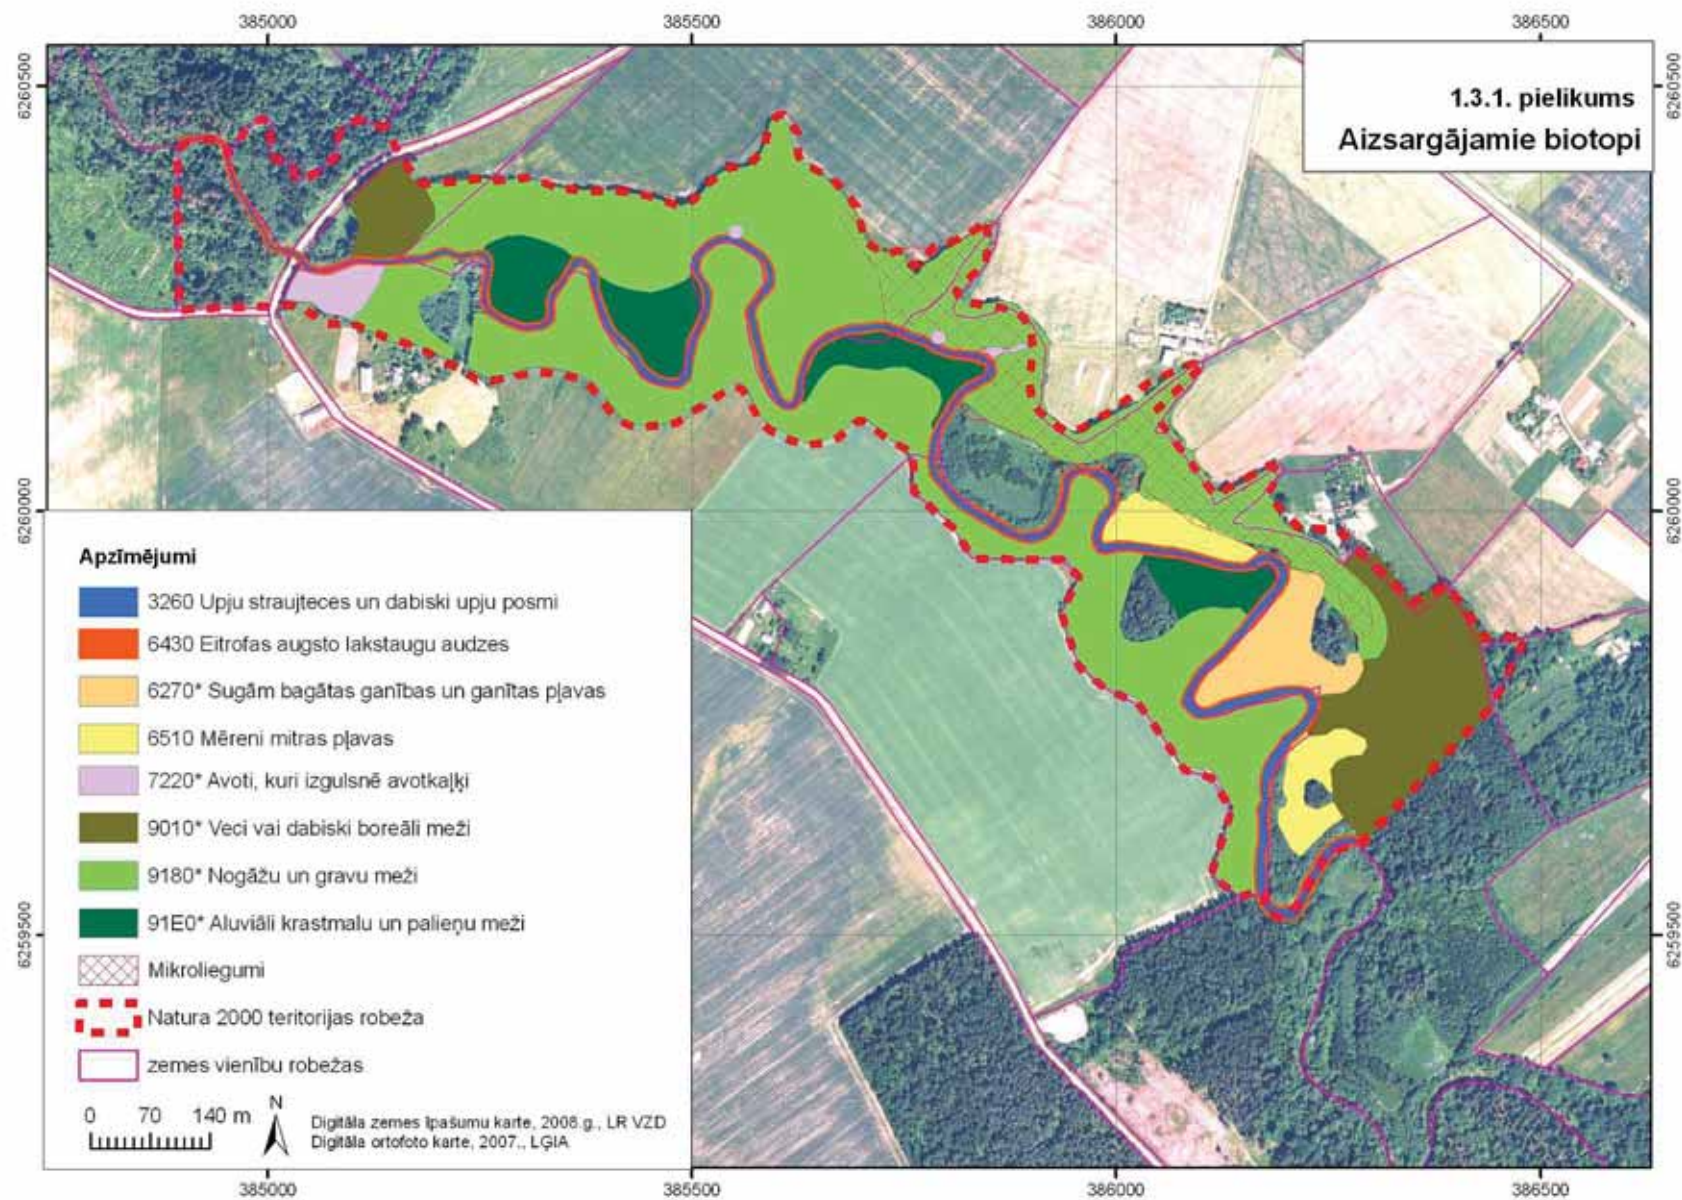 385000 385500 386000 386500
6260500 6260500
1.3.1. pielikums
Aizsargājamie biotopi
6260000 6260000
Apzīmējumi
3260 Upju straujteces un dabiski upju posmi
6430 Eitrofas augsto lakstaugu audzes
6270* Sugām bagātas ganības un ganītas pļavas
6510 Mēreni mitras pļavas
7220* Avoti, kuri izgulsnē avotkaļķi
9010* Veci vai dabiski boreāli meži
9180* Nogāžu un gravu meži
91E0* Aluviāli krastmalu un palieņu meži
6259500 6259500
Mikroliegumi
Natura 2000 teritorijas robeža
zemes vienību robežas
0 70 140 m
N
Digitāla zemes īpašumu karte, 2008.g., LR VZD
Digitāla ortofoto karte, 2007., LĢIA
385000 385500 386000 386500